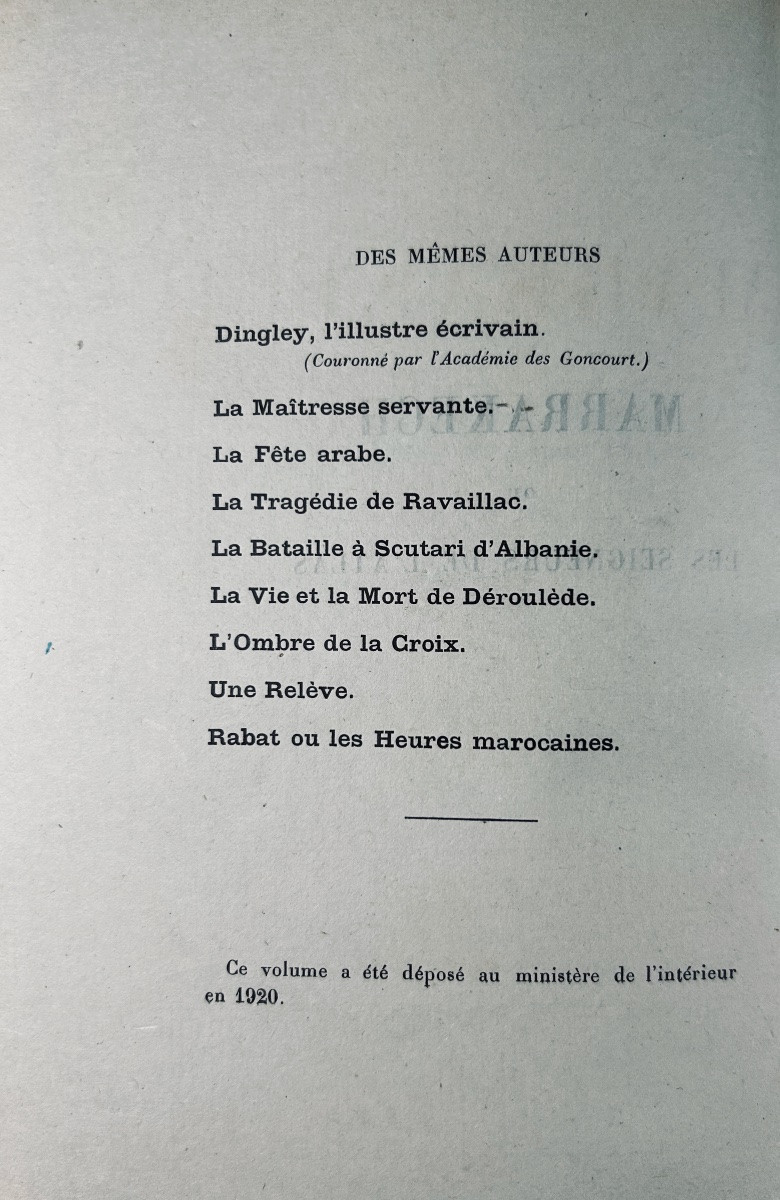 DES MÊMES AUTEURS
Dingley, l'illustre écrivain.
(Couronné par l'Académie des Goncourt.)
La Maîtresse servante.
La Fête arabe.
La Tragédie de Ravaillac.
La Bataille à Scutari d'Albanie.
La Vie et la Mort de Déroulède.
L'Ombre de la Croix.
Une Relève.
Rabat ou les Heures marocaines.
Ce volume a été déposé au ministère de l'intérieur
en 1920.